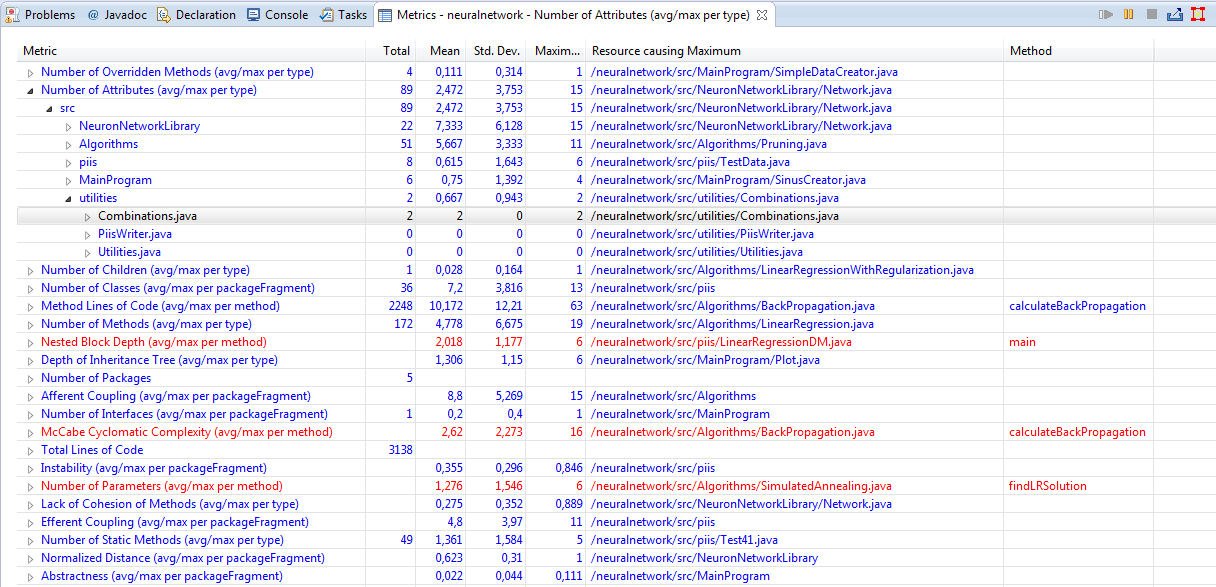 Problems @ Javadoc Declaration Console Tasks Metrics - neuralnetwork - Number of Attributes (avg/max per type)
Metric Total Mean Std. Dev. Maxim... Resource causing Maximum Method
Number of Overridden Methods (avg/max per type) 4 0,111 0,314 1 /neuralnetwork/src/MainProgram/SimpleDataCreator.java
Number of Attributes (avg/max per type) 89 2,472 3,753 15 /neuralnetwork/src/NeuronNetworkLibrary/Network.java
src 89 2,472 3,753 15 /neuralnetwork/src/NeuronNetworkLibrary/Network.java
NeuronNetworkLibrary 22 7,333 6,128 15 /neuralnetwork/src/NeuronNetworkLibrary/Network.java
Algorithms 51 5,667 3,333 11 /neuralnetwork/src/Algorithms/Pruning.java
piis 8 0,615 1,643 6 /neuralnetwork/src/piis/TestData.java
MainProgram 6 0,75 1,392 4 /neuralnetwork/src/MainProgram/SinusCreator.java
utilities 2 0,667 0,943 2 /neuralnetwork/src/utilities/Combinations.java
Combinations.java 2 2 0 2 /neuralnetwork/src/utilities/Combinations.java
PiisWriter.java 0 0 0 0 /neuralnetwork/src/utilities/PiisWriter.java
Utilities.java 0 0 0 0 /neuralnetwork/src/utilities/Utilities.java
Number of Children (avg/max per type) 1 0,028 0,164 1 /neuralnetwork/src/Algorithms/LinearRegressionWithRegularization.java
Number of Classes (avg/max per packageFragment) 36 7,2 3,816 13 /neuralnetwork/src/piis
Method Lines of Code (avg/max per method) 2248 10,172 12,21 63 /neuralnetwork/src/Algorithms/BackPropagation.java calculateBackPropagation
Number of Methods (avg/max per type) 172 4,778 6,675 19 /neuralnetwork/src/Algorithms/LinearRegression.java
Nested Block Depth (avg/max per method) 2,018 1,177 6 /neuralnetwork/src/piis/LinearRegressionDM.java main
Depth of Inheritance Tree (avg/max per type) 1,306 1,15 6 /neuralnetwork/src/MainProgram/Plot.java
Number of Packages 5
Afferent Coupling (avg/max per packageFragment) 8,8 5,269 15 /neuralnetwork/src/Algorithms
Number of Interfaces (avg/max per packageFragment) 1 0,2 0,4 1 /neuralnetwork/src/MainProgram
McCabe Cyclomatic Complexity (avg/max per method) 2,62 2,273 16 /neuralnetwork/src/Algorithms/BackPropagation.java calculateBackPropagation
Total Lines of Code 3138
Instability (avg/max per packageFragment) 0,355 0,296 0,846 /neuralnetwork/src/piis
Number of Parameters (avg/max per method) 1,276 1,546 6 /neuralnetwork/src/Algorithms/SimulatedAnnealing.java findLRSolution
Lack of Cohesion of Methods (avg/max per type) 0,275 0,352 0,889 /neuralnetwork/src/NeuronNetworkLibrary/Network.java
Efferent Coupling (avg/max per packageFragment) 4,8 3,97 11 /neuralnetwork/src/piis
Number of Static Methods (avg/max per type) 49 1,361 1,584 5 /neuralnetwork/src/piis/Test41.java
Normalized Distance (avg/max per packageFragment) 0,623 0,31 1 /neuralnetwork/src/NeuronNetworkLibrary
Abstractness (avg/max per packageFragment) 0,022 0,044 0,111 /neuralnetwork/src/MainProgram